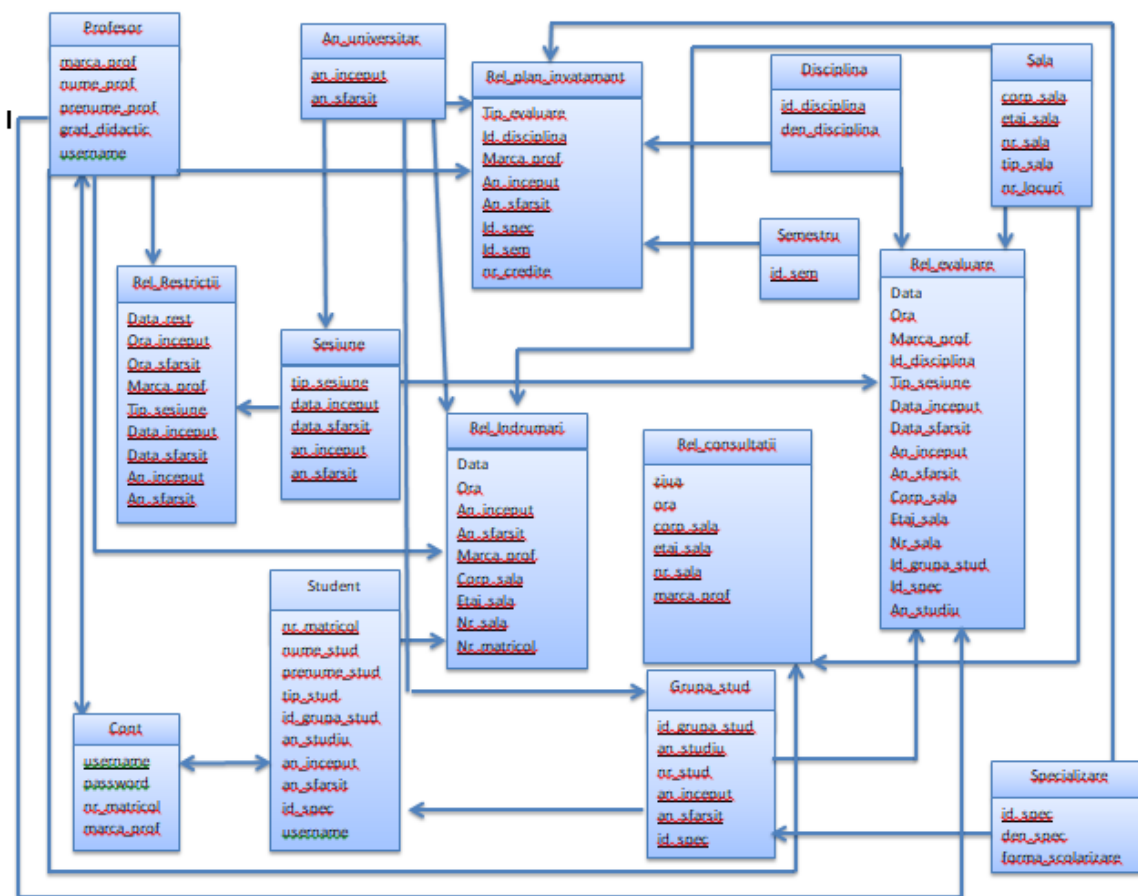 Profesor
marca_prof
nume_prof
prenume_prof
grad_didactic
username
I
An_universitar
an_inceput
an_sfarsit
Rel_plan_invatamant
Tip_evaluare
Id_disciplina
Marca_prof
An_inceput
An_sfarsit
Id_spec
Id_sem
nr_credite
Disciplina
id_disciplina
den_disciplina
Sala
corp_sala
etaj_sala
nr_sala
tip_sala
nr_locuri
Semestru
id_sem
Rel_Restrictii
Data_rest
Ora_inceput
Ora_sfarsit
Marca_prof
Tip_sesiune
Data_inceput
Data_sfarsit
An_inceput
An_sfarsit
Sesiune
tip_sesiune
data_inceput
data_sfarsit
an_inceput
an_sfarsit
Rel_Indrumari
Data
Ora
An_inceput
An_sfarsit
Marca_prof
Corp_sala
Etaj_sala
Nr_sala
Nr_matricol
Rel_consultatii
ziua
ora
corp_sala
etaj_sala
nr_sala
marca_prof
Rel_evaluare
Data
Ora
Marca_prof
Id_disciplina
Tip_sesiune
Data_inceput
Data_sfarsit
An_inceput
An_sfarsit
Corp_sala
Etaj_sala
Nr_sala
Id_grupa_stud
Id_spec
An_studiu
Student
nr_matricol
nume_stud
prenume_stud
tip_stud
id_grupa_stud
an_studiu
an_inceput
an_sfarsit
id_spec
username
Cont
username
password
nr_matricol
marca_prof
Grupa_stud
id_grupa_stud
an_studiu
nr_stud
an_inceput
an_sfarsit
id_spec
Specializare
id_spec
den_spec
forma_scolarizare